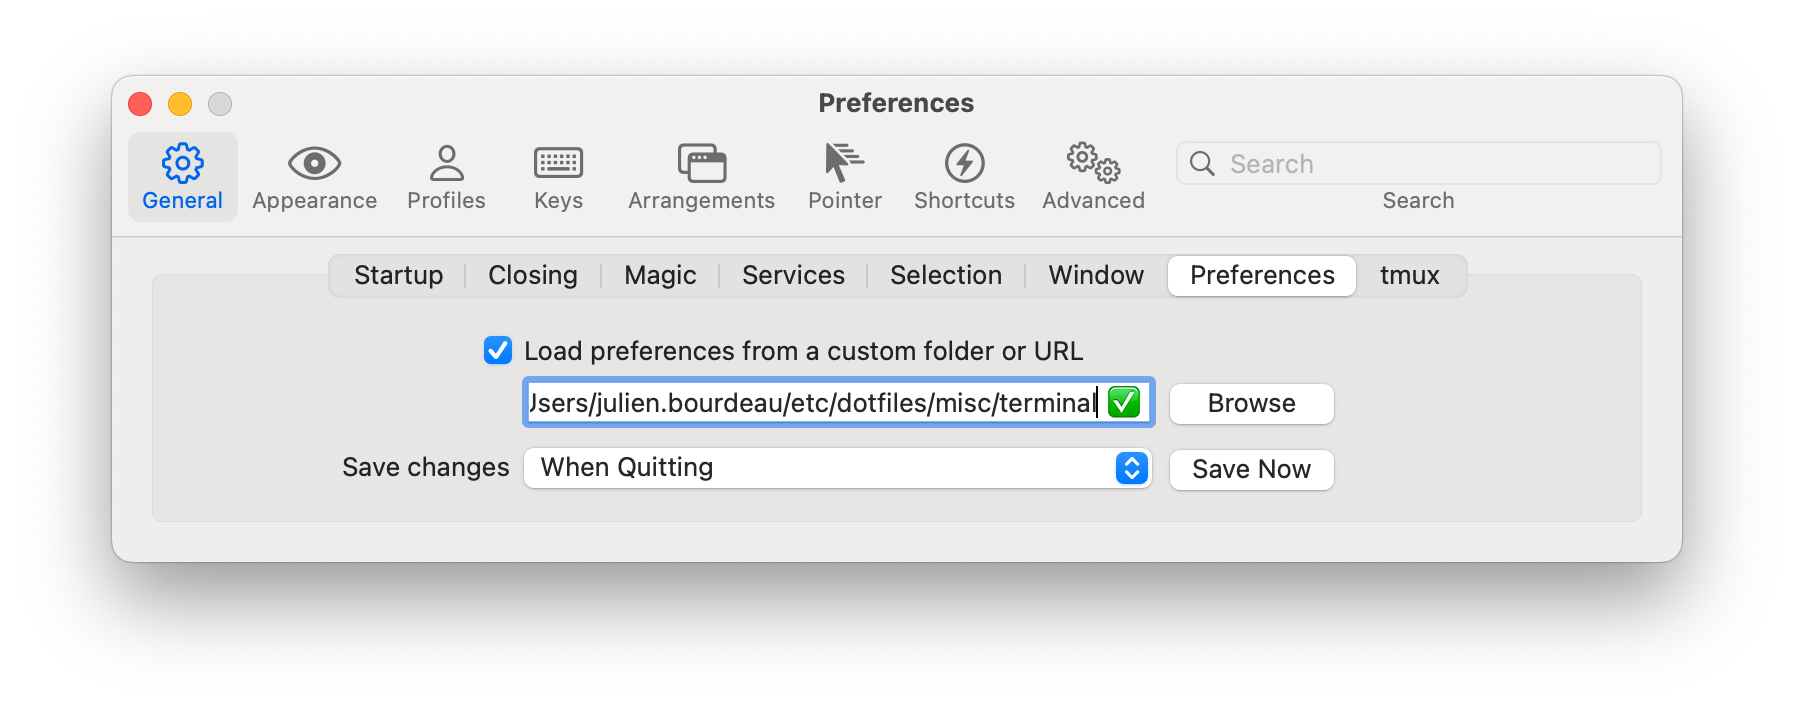 Preferences
General
Appearance
Profiles
Keys
Arrangements
Pointer
Shortcuts
Advanced
Search
Search
Startup
Closing
Magic
Services
Selection
Window
Preferences
tmux
Load preferences from a custom folder or URL
Users/julien.bourdeau/etc/dotfiles/misc/terminal
Browse
Save changes
When Quitting
Save Now